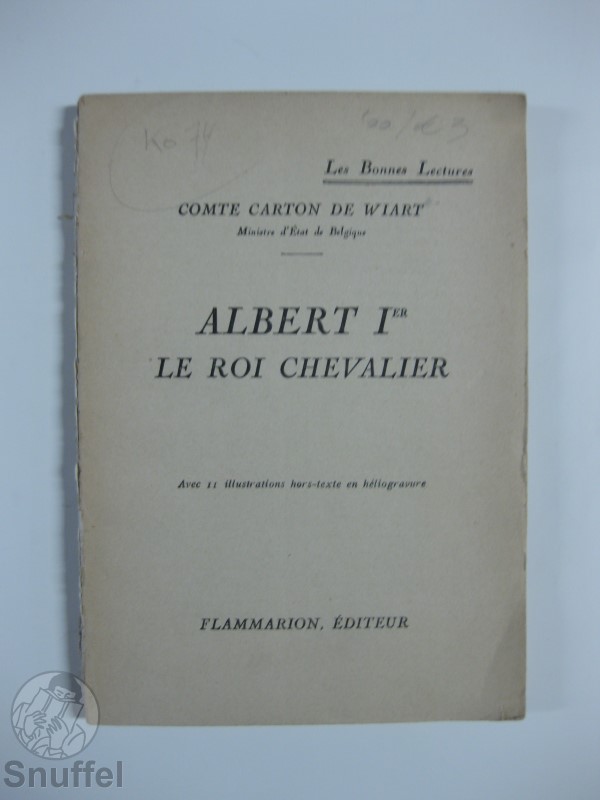 Les Bonnes Lectures
COMTE CARTON DE WIART
Ministre d'État de Belgique
ALBERT IER
LE ROI CHEVALIER
Avec 11 illustrations hors-texte en héliogravure
FLAMMARION, ÉDITEUR
Snuffel